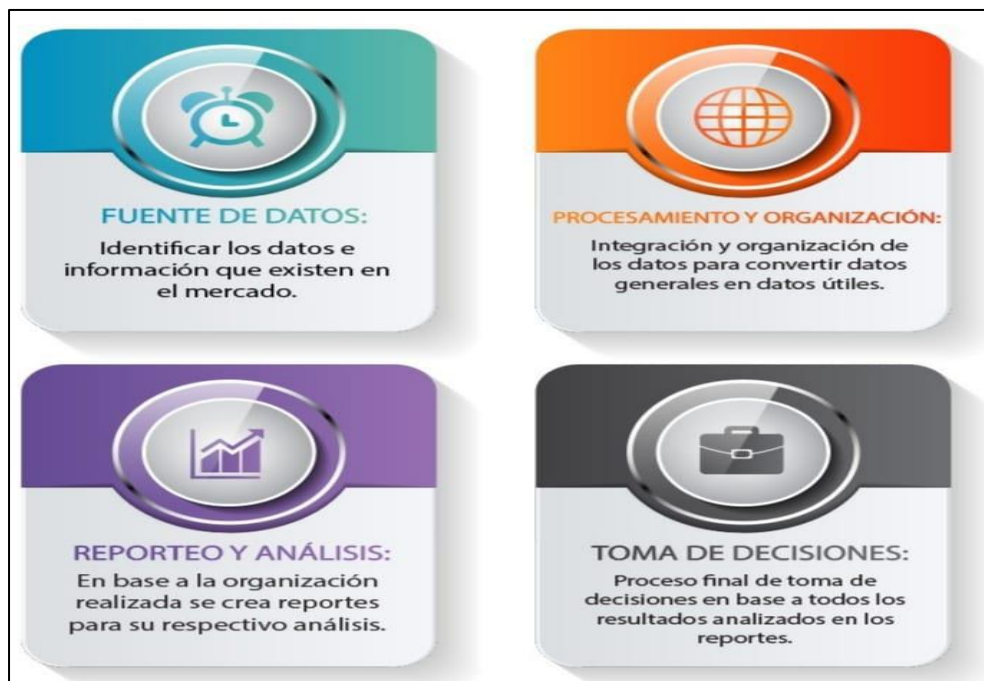 FUENTE DE DATOS:
Identificar los datos e
información que existen en
el mercado.
PROCESAMIENTO Y ORGANIZACIÓN:
Integración y organización de
los datos para convertir datos
generales en datos útiles.
REPORTEO Y ANÁLISIS:
En base a la organización
realizada se crea reportes
para su respectivo análisis.
TOMA DE DECISIONES:
Proceso final de toma de
decisiones en base a todos los
resultados analizados en los
reportes.